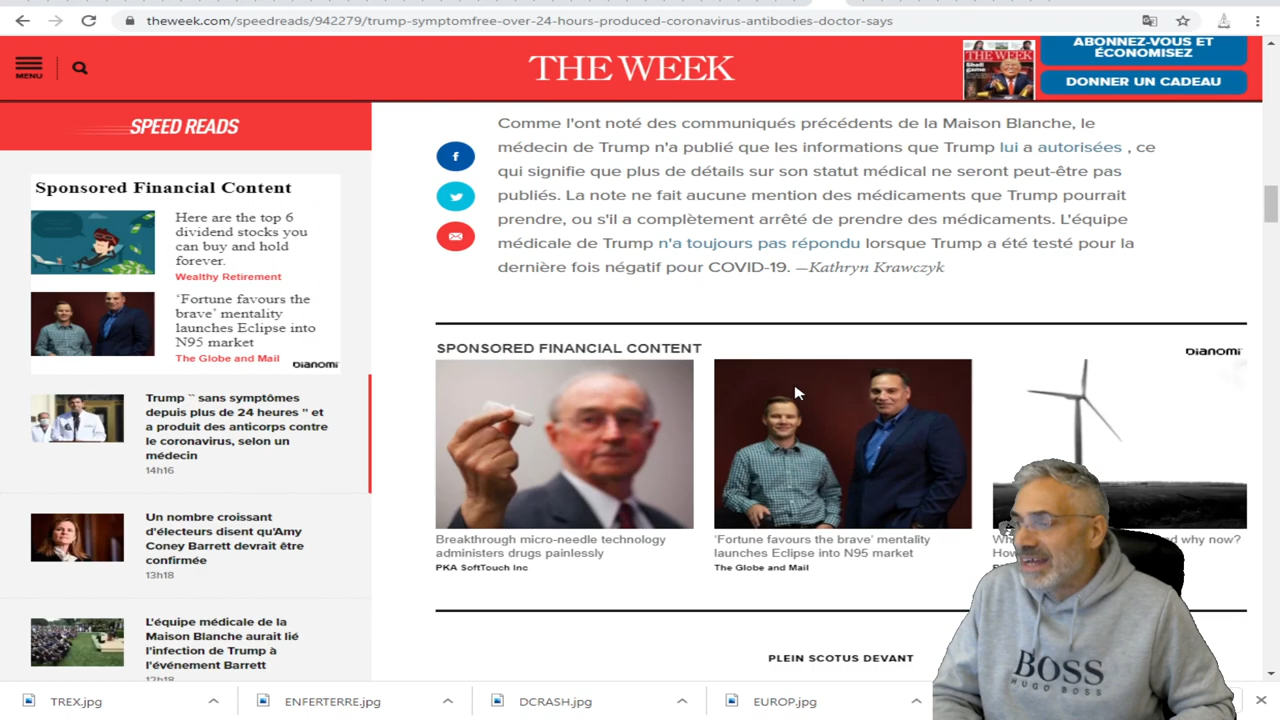 theweek.com/speedreads/942279/trump-symptomfree-over-24-hours-produced-coronavirus-antibodies-doctor-says
MENU
THE WEEK
ABONNEZ-VOUS ET
ÉCONOMISEZ
DONNER UN CADEAU
SPEED READS
Sponsored Financial Content
Here are the top 6
dividend stocks you
can buy and hold
forever.
Wealthy Retirement
'Fortune favours the
brave' mentality
launches Eclipse into
N95 market
The Globe and Mail
DIANOMI
Trump `` sans symptômes
depuis plus de 24 heures '' et
a produit des anticorps contre
le coronavirus, selon un
médecin
14h16
Un nombre croissant
d'électeurs disent qu'Amy
Coney Barrett devrait être
confirmée
13h18
L'équipe médicale de la
Maison Blanche aurait lié
l'infection de Trump à
l'événement Barrett
12h18
Comme l'ont noté des communiqués précédents de la Maison Blanche, le
médecin de Trump n'a publié que les informations que Trump lui a autorisées , ce
qui signifie que plus de détails sur son statut médical ne seront peut-être pas
publiés. La note ne fait aucune mention des médicaments que Trump pourrait
prendre, ou s'il a complètement arrêté de prendre des médicaments. L'équipe
médicale de Trump n'a toujours pas répondu lorsque Trump a été testé pour la
dernière fois négatif pour COVID-19. —Kathryn Krawczyk
SPONSORED FINANCIAL CONTENT
DIANOMI
Breakthrough micro-needle technology
administers drugs painlessly
PKA SoftTouch Inc
'Fortune favours the brave' mentality
launches Eclipse into N95 market
The Globe and Mail
d why now?
PLEIN SCOTUS DEVANT
BOSS
HUGO BOSS
TREX.jpg
ENFERTERRE.jpg
DCRASH.jpg
EUROP.jpg